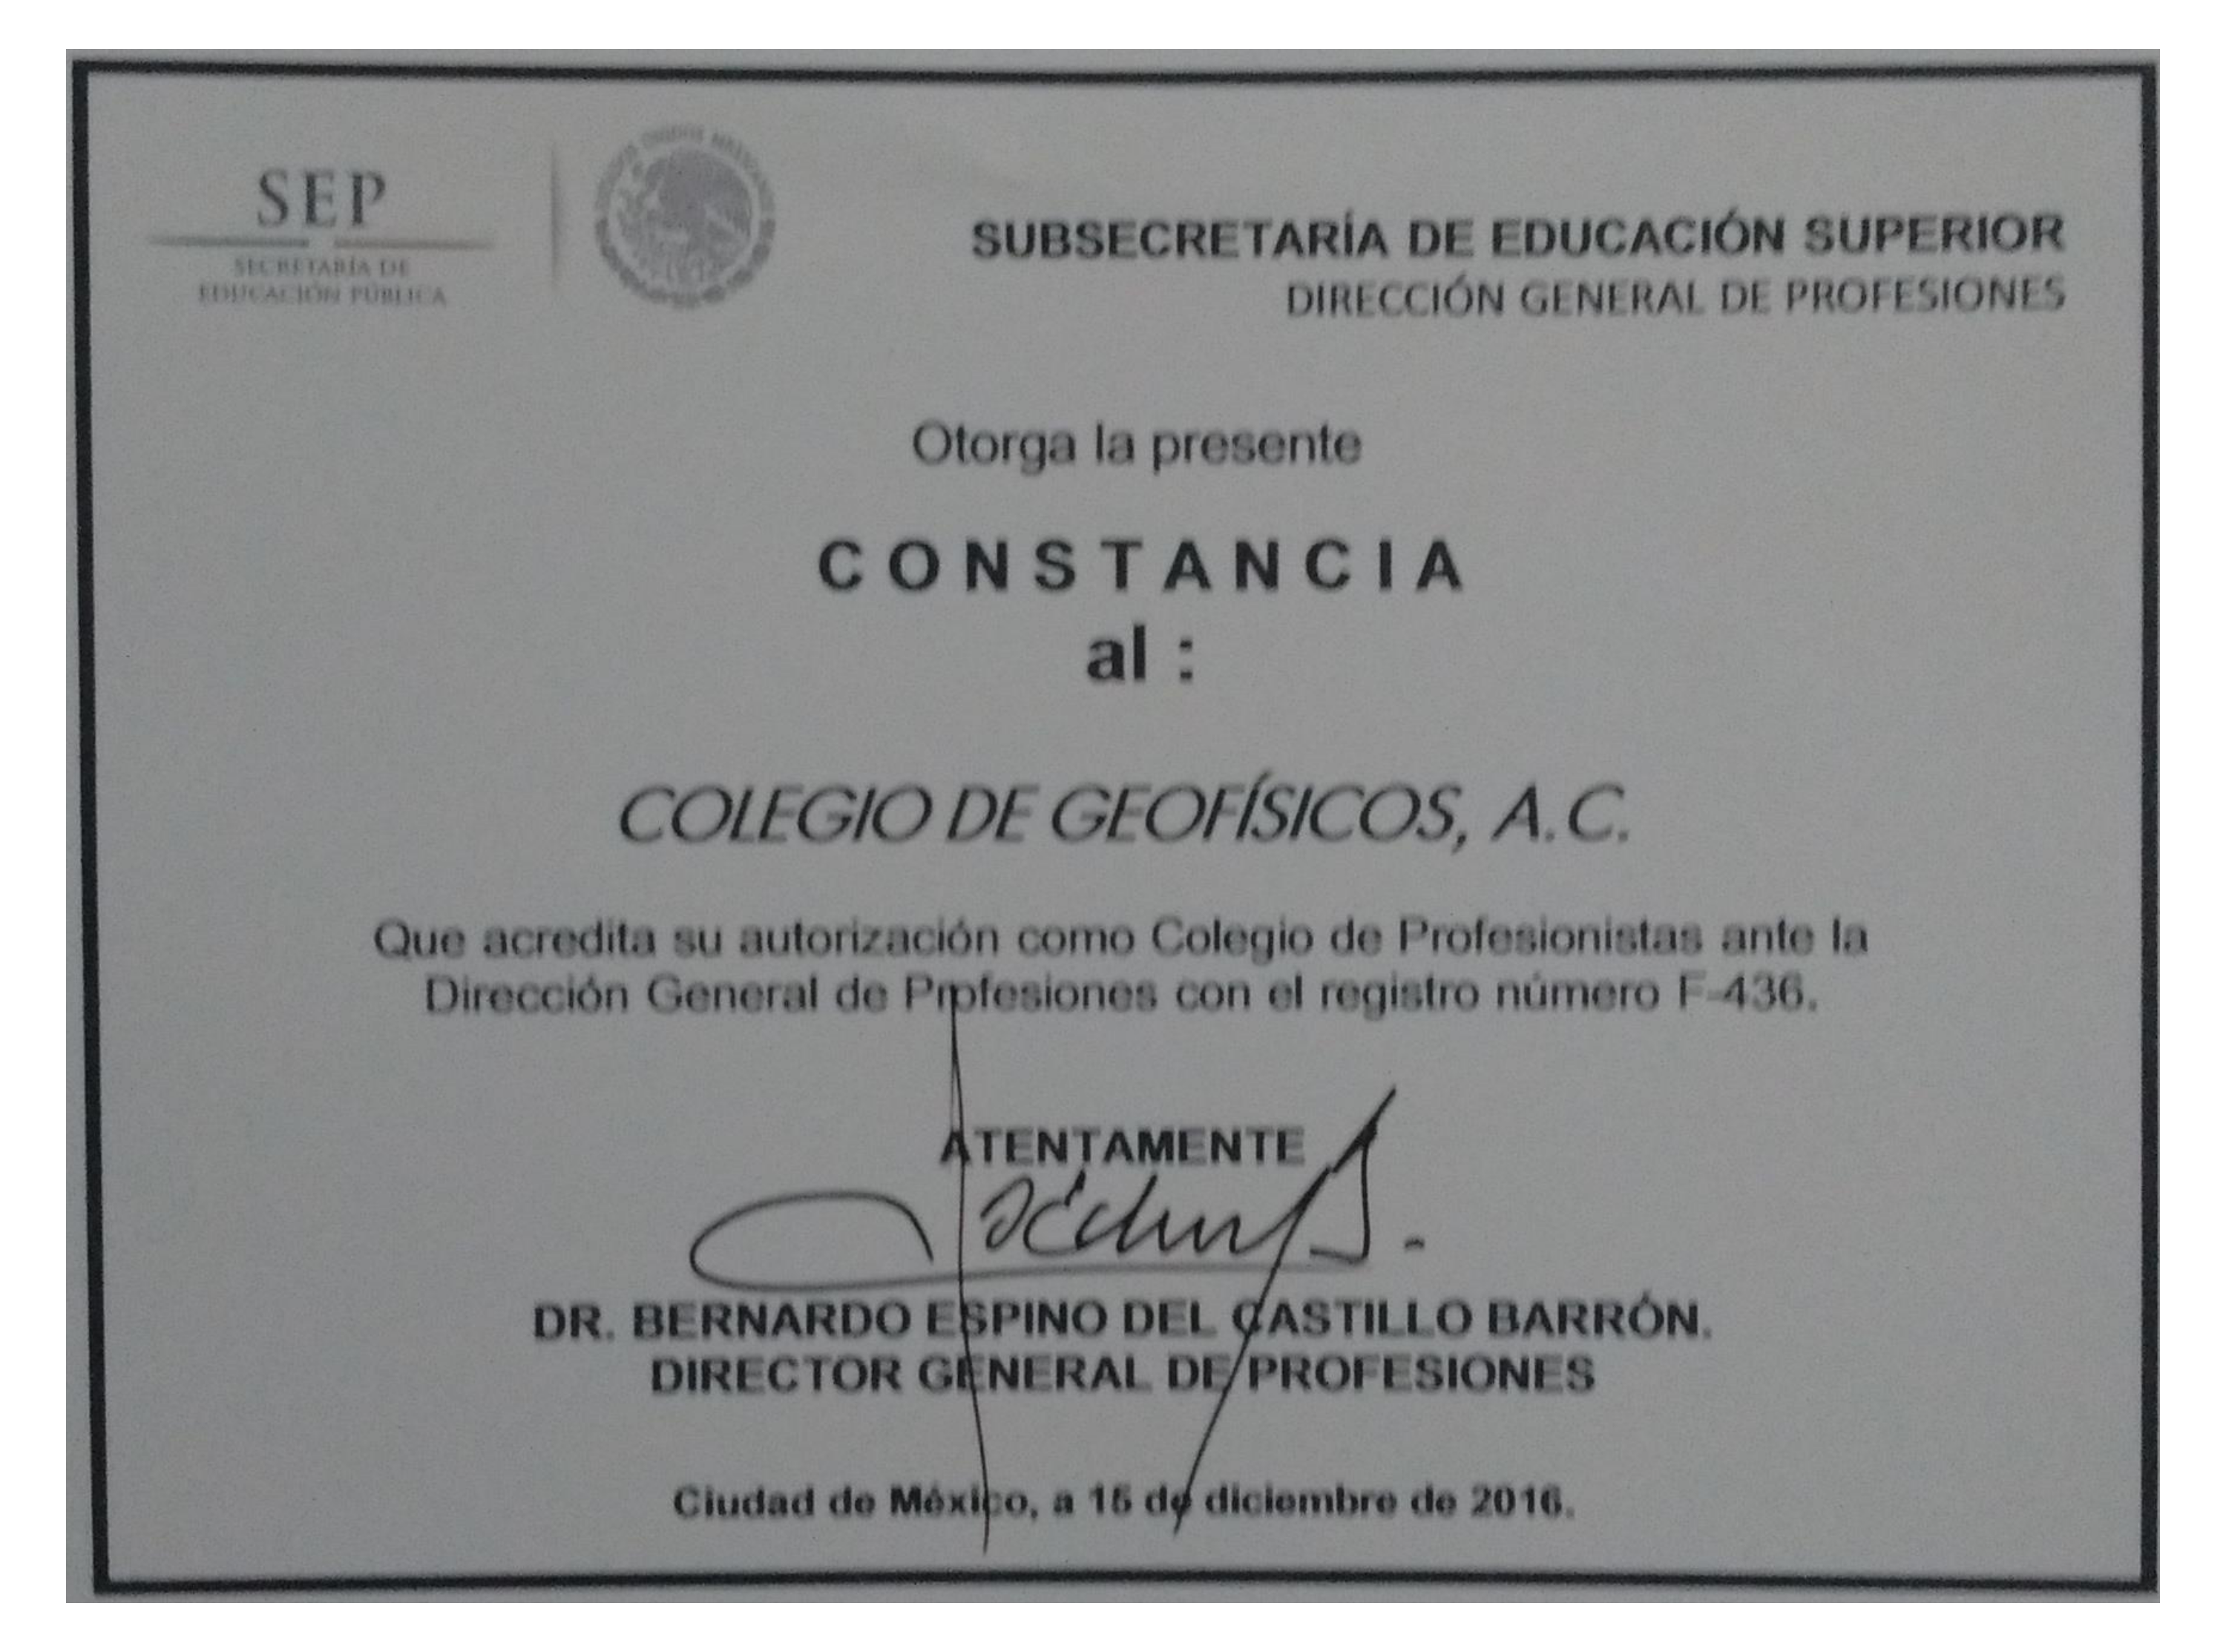 SEP
SECRETARÍA DE
EDUCACIÓN PÚBLICA
UNIDOS MEXICANOS
SUBSECRETARÍA DE EDUCACIÓN SUPERIOR
DIRECCIÓN GENERAL DE PROFESIONES
Otorga la presente
CONSTANCIA
al :
COLEGIO DE GEOFÍSICOS, A.C.
Que acredita su autorización como Colegio de Profesionistas ante la
Dirección General de Profesiones con el registro número F-436.
ATENTAMENTE
DR. BERNARDO ESPINO DEL CASTILLO BARRÓN.
DIRECTOR GENERAL DE PROFESIONES
Ciudad de México, a 15 de diciembre de 2016.